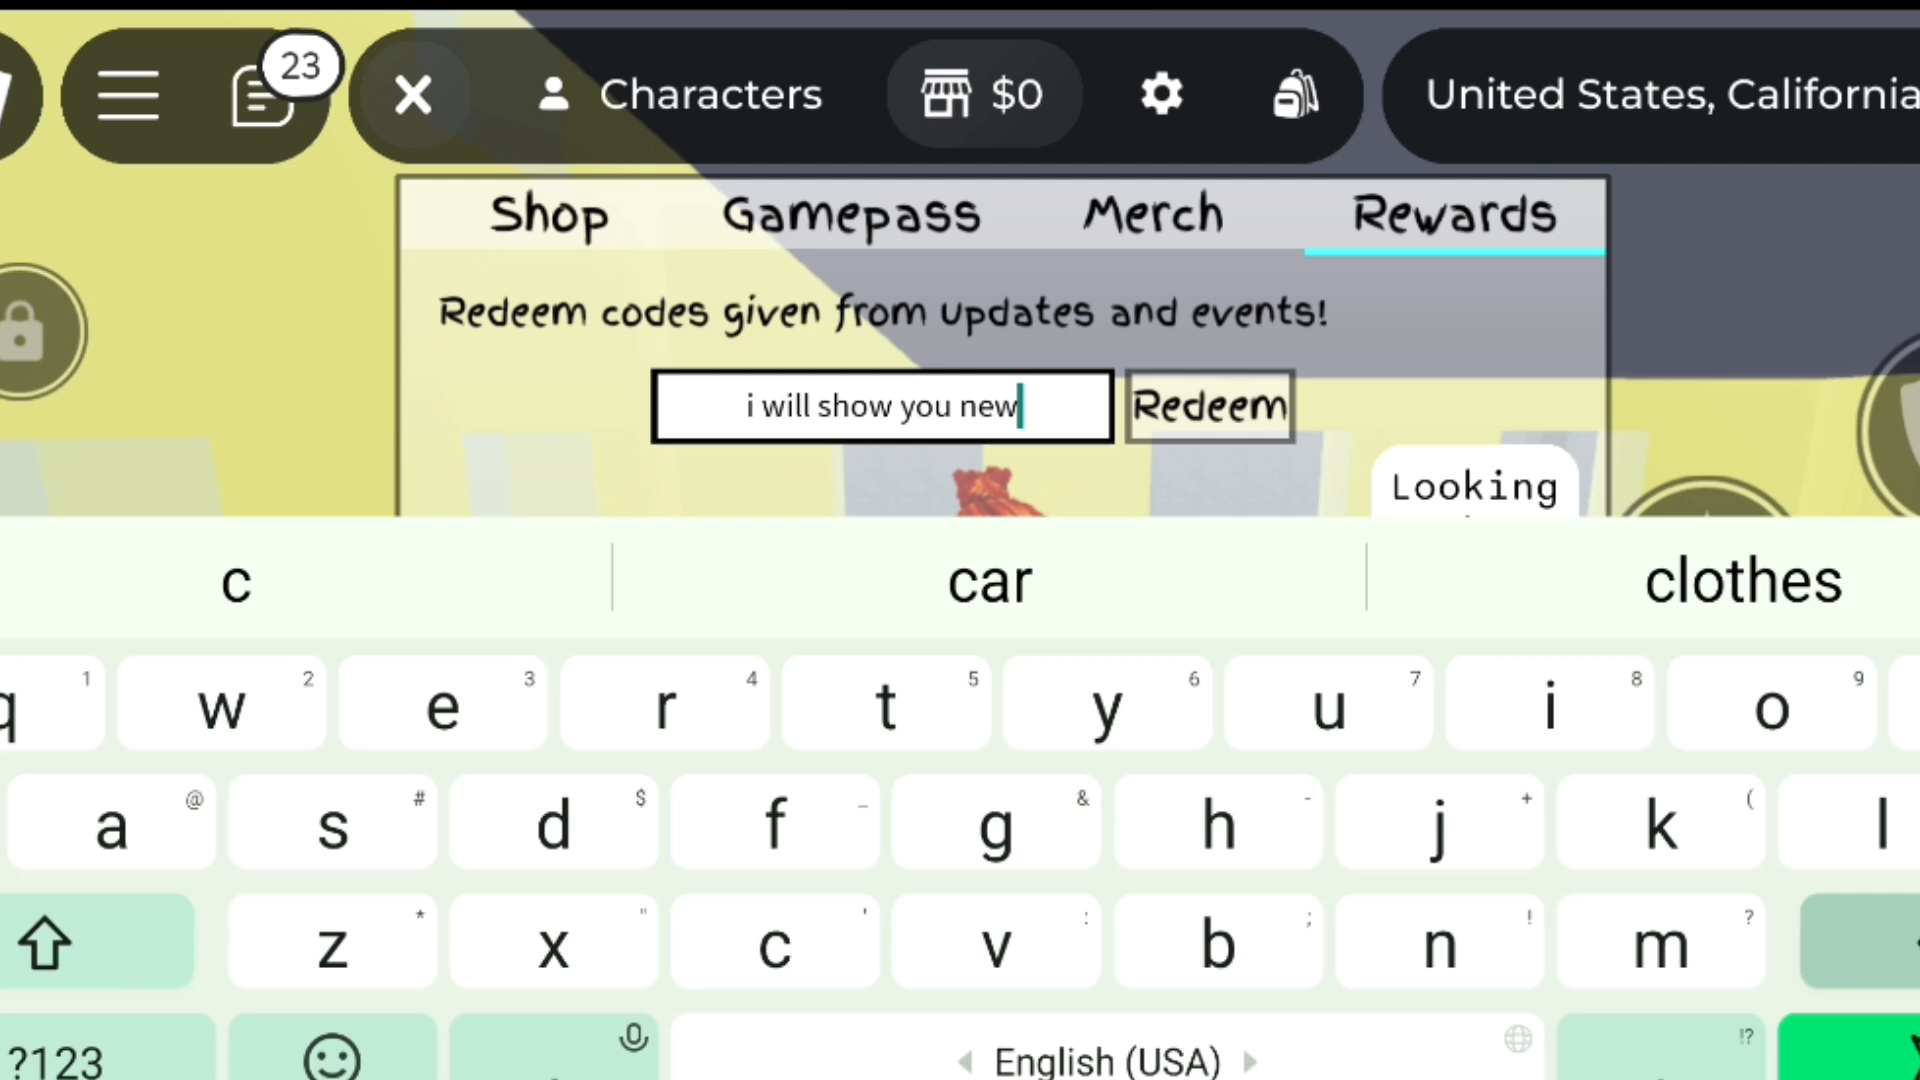 23
Characters
$0
United States, California
Shop Gamepass Merch Rewards
Redeem codes given from updates and events!
i will show you new
Redeem
Looking
c car clothes
q 1 w 2 e 3 r 4 t 5 y 6 u 7 i 8 o 9
a @ s # d $ f _ g & h - j + k ( l
z * x " c ' v : b ; n ! m ?
?123 English (USA) !?